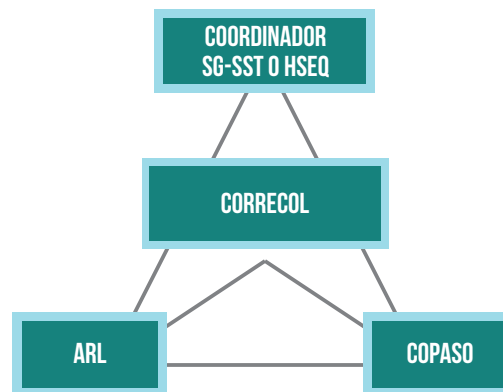 COORDINADOR
SG-SST O HSEQ
CORRECOL
ARL
COPASO